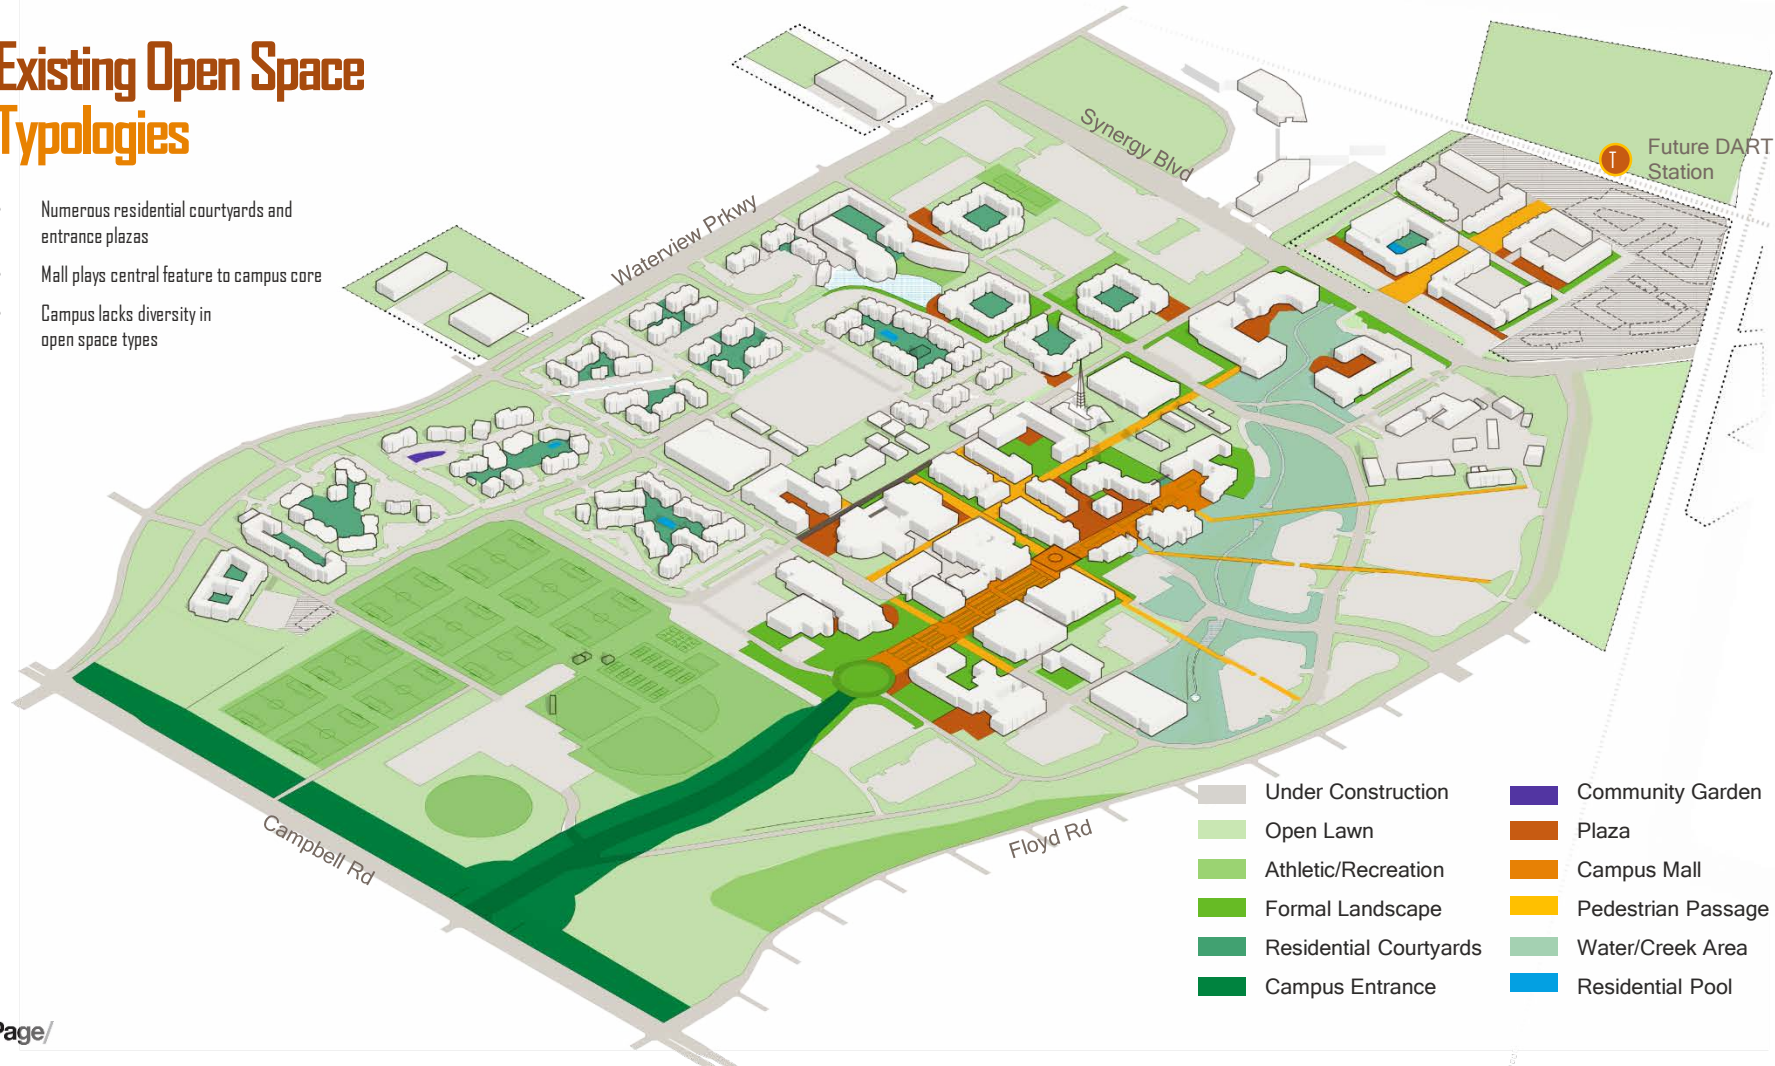 Existing Open Space
Typologies
Numerous residential courtyards and
entrance plazas
Mall plays central feature to campus core
Campus lacks diversity in
open space types
Waterview Prkwy
Synergy Blvd
T
Future DART
Station
Campbell Rd
Floyd Rd
Under Construction
Open Lawn
Athletic/Recreation
Formal Landscape
Residential Courtyards
Campus Entrance
Community Garden
Plaza
Campus Mall
Pedestrian Passage
Water/Creek Area
Residential Pool
Page/